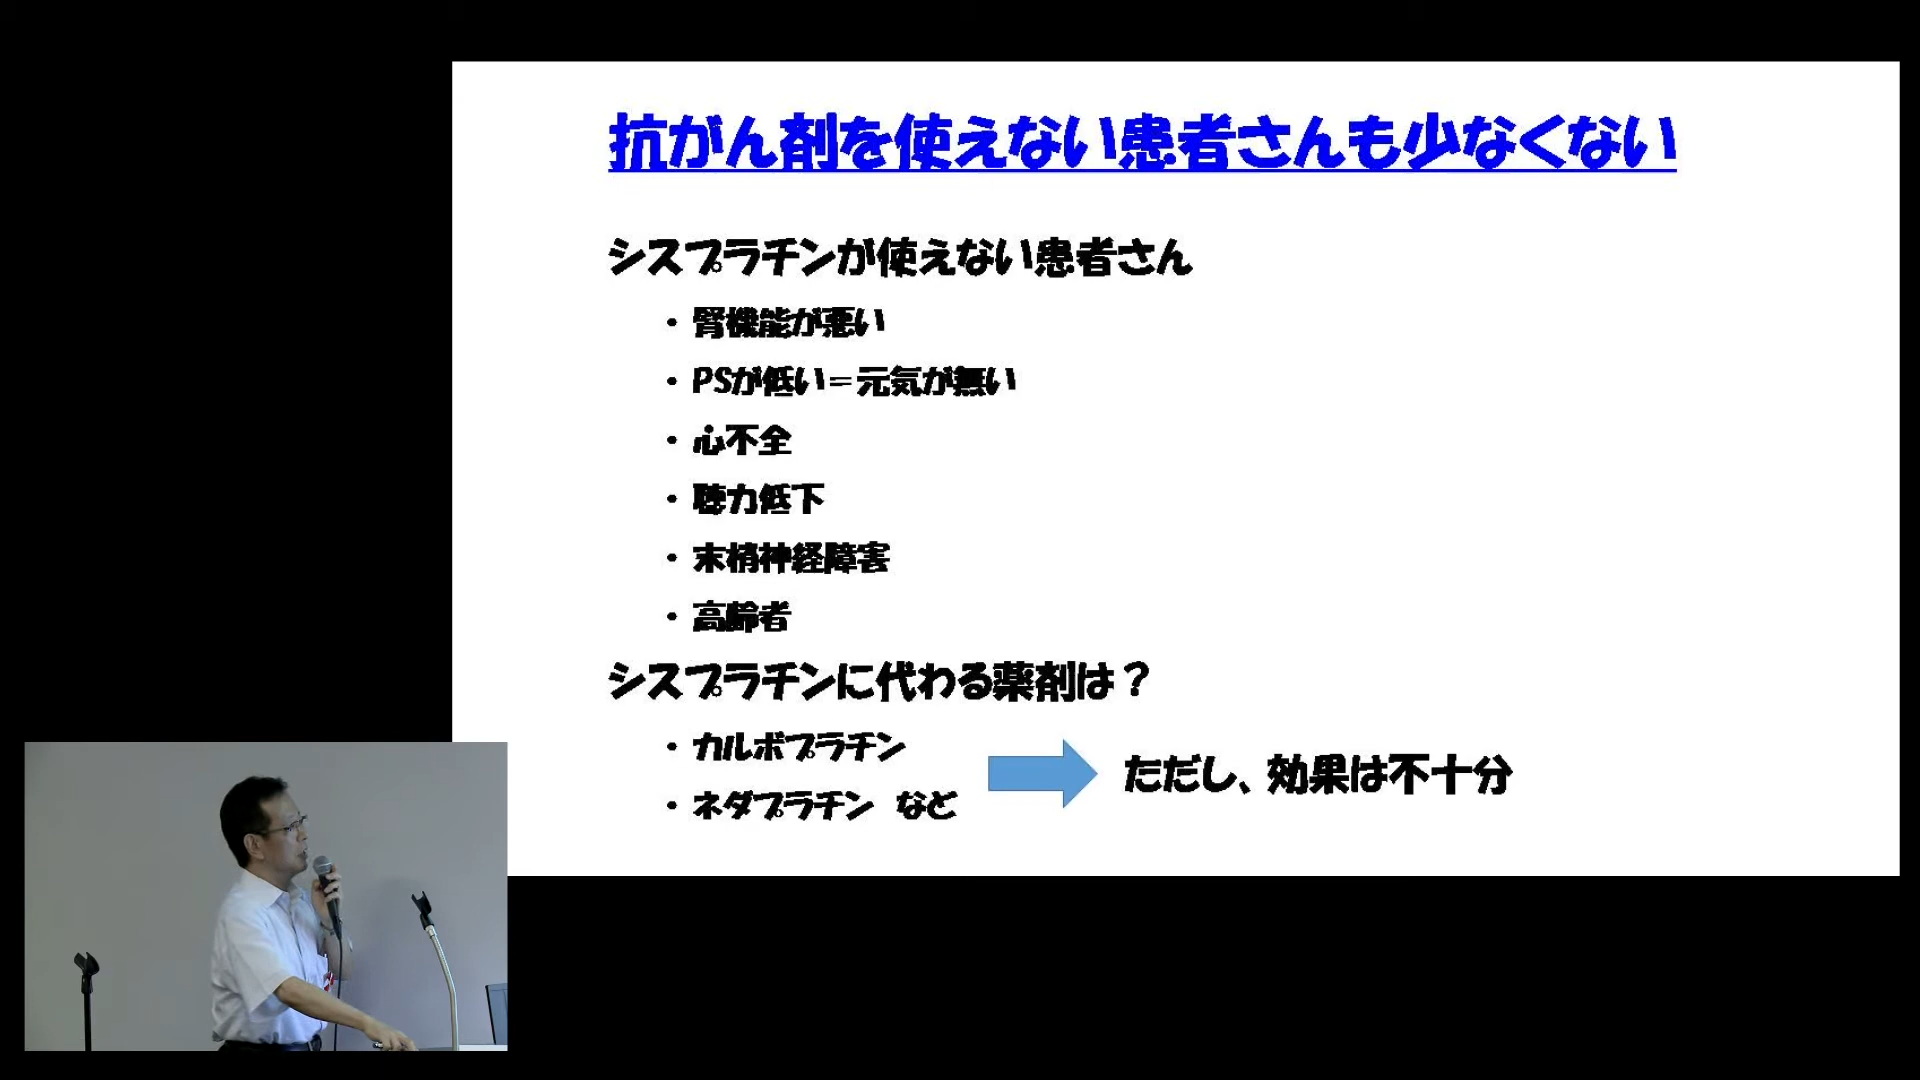 抗がん剤を使えない患者さんも少なくない
シスプラチンが使えない患者さん
・腎機能が悪い
・PSが低い＝元気が無い
・心不全
・聴力低下
・末梢神経障害
・高齢者
シスプラチンに代わる薬剤は？
・カルボプラチン
・ネダプラチン など
ただし、効果は不十分